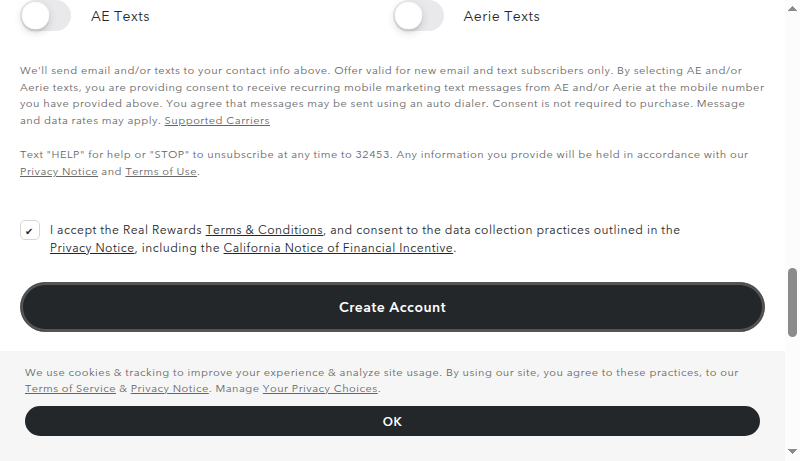 AE Texts
Aerie Texts
We'll send email and/or texts to your contact info above. Offer valid for new email and text subscribers only. By selecting AE and/or
Aerie texts, you are providing consent to receive recurring mobile marketing text messages from AE and/or Aerie at the mobile number
you have provided above. You agree that messages may be sent using an auto dialer. Consent is not required to purchase. Message
and data rates may apply. Supported Carriers
Text "HELP" for help or "STOP" to unsubscribe at any time to 32453. Any information you provide will be held in accordance with our
Privacy Notice and Terms of Use.
I accept the Real Rewards Terms & Conditions, and consent to the data collection practices outlined in the
Privacy Notice, including the California Notice of Financial Incentive.
Create Account
We use cookies & tracking to improve your experience & analyze site usage. By using our site, you agree to these practices, to our
Terms of Service & Privacy Notice. Manage Your Privacy Choices.
OK